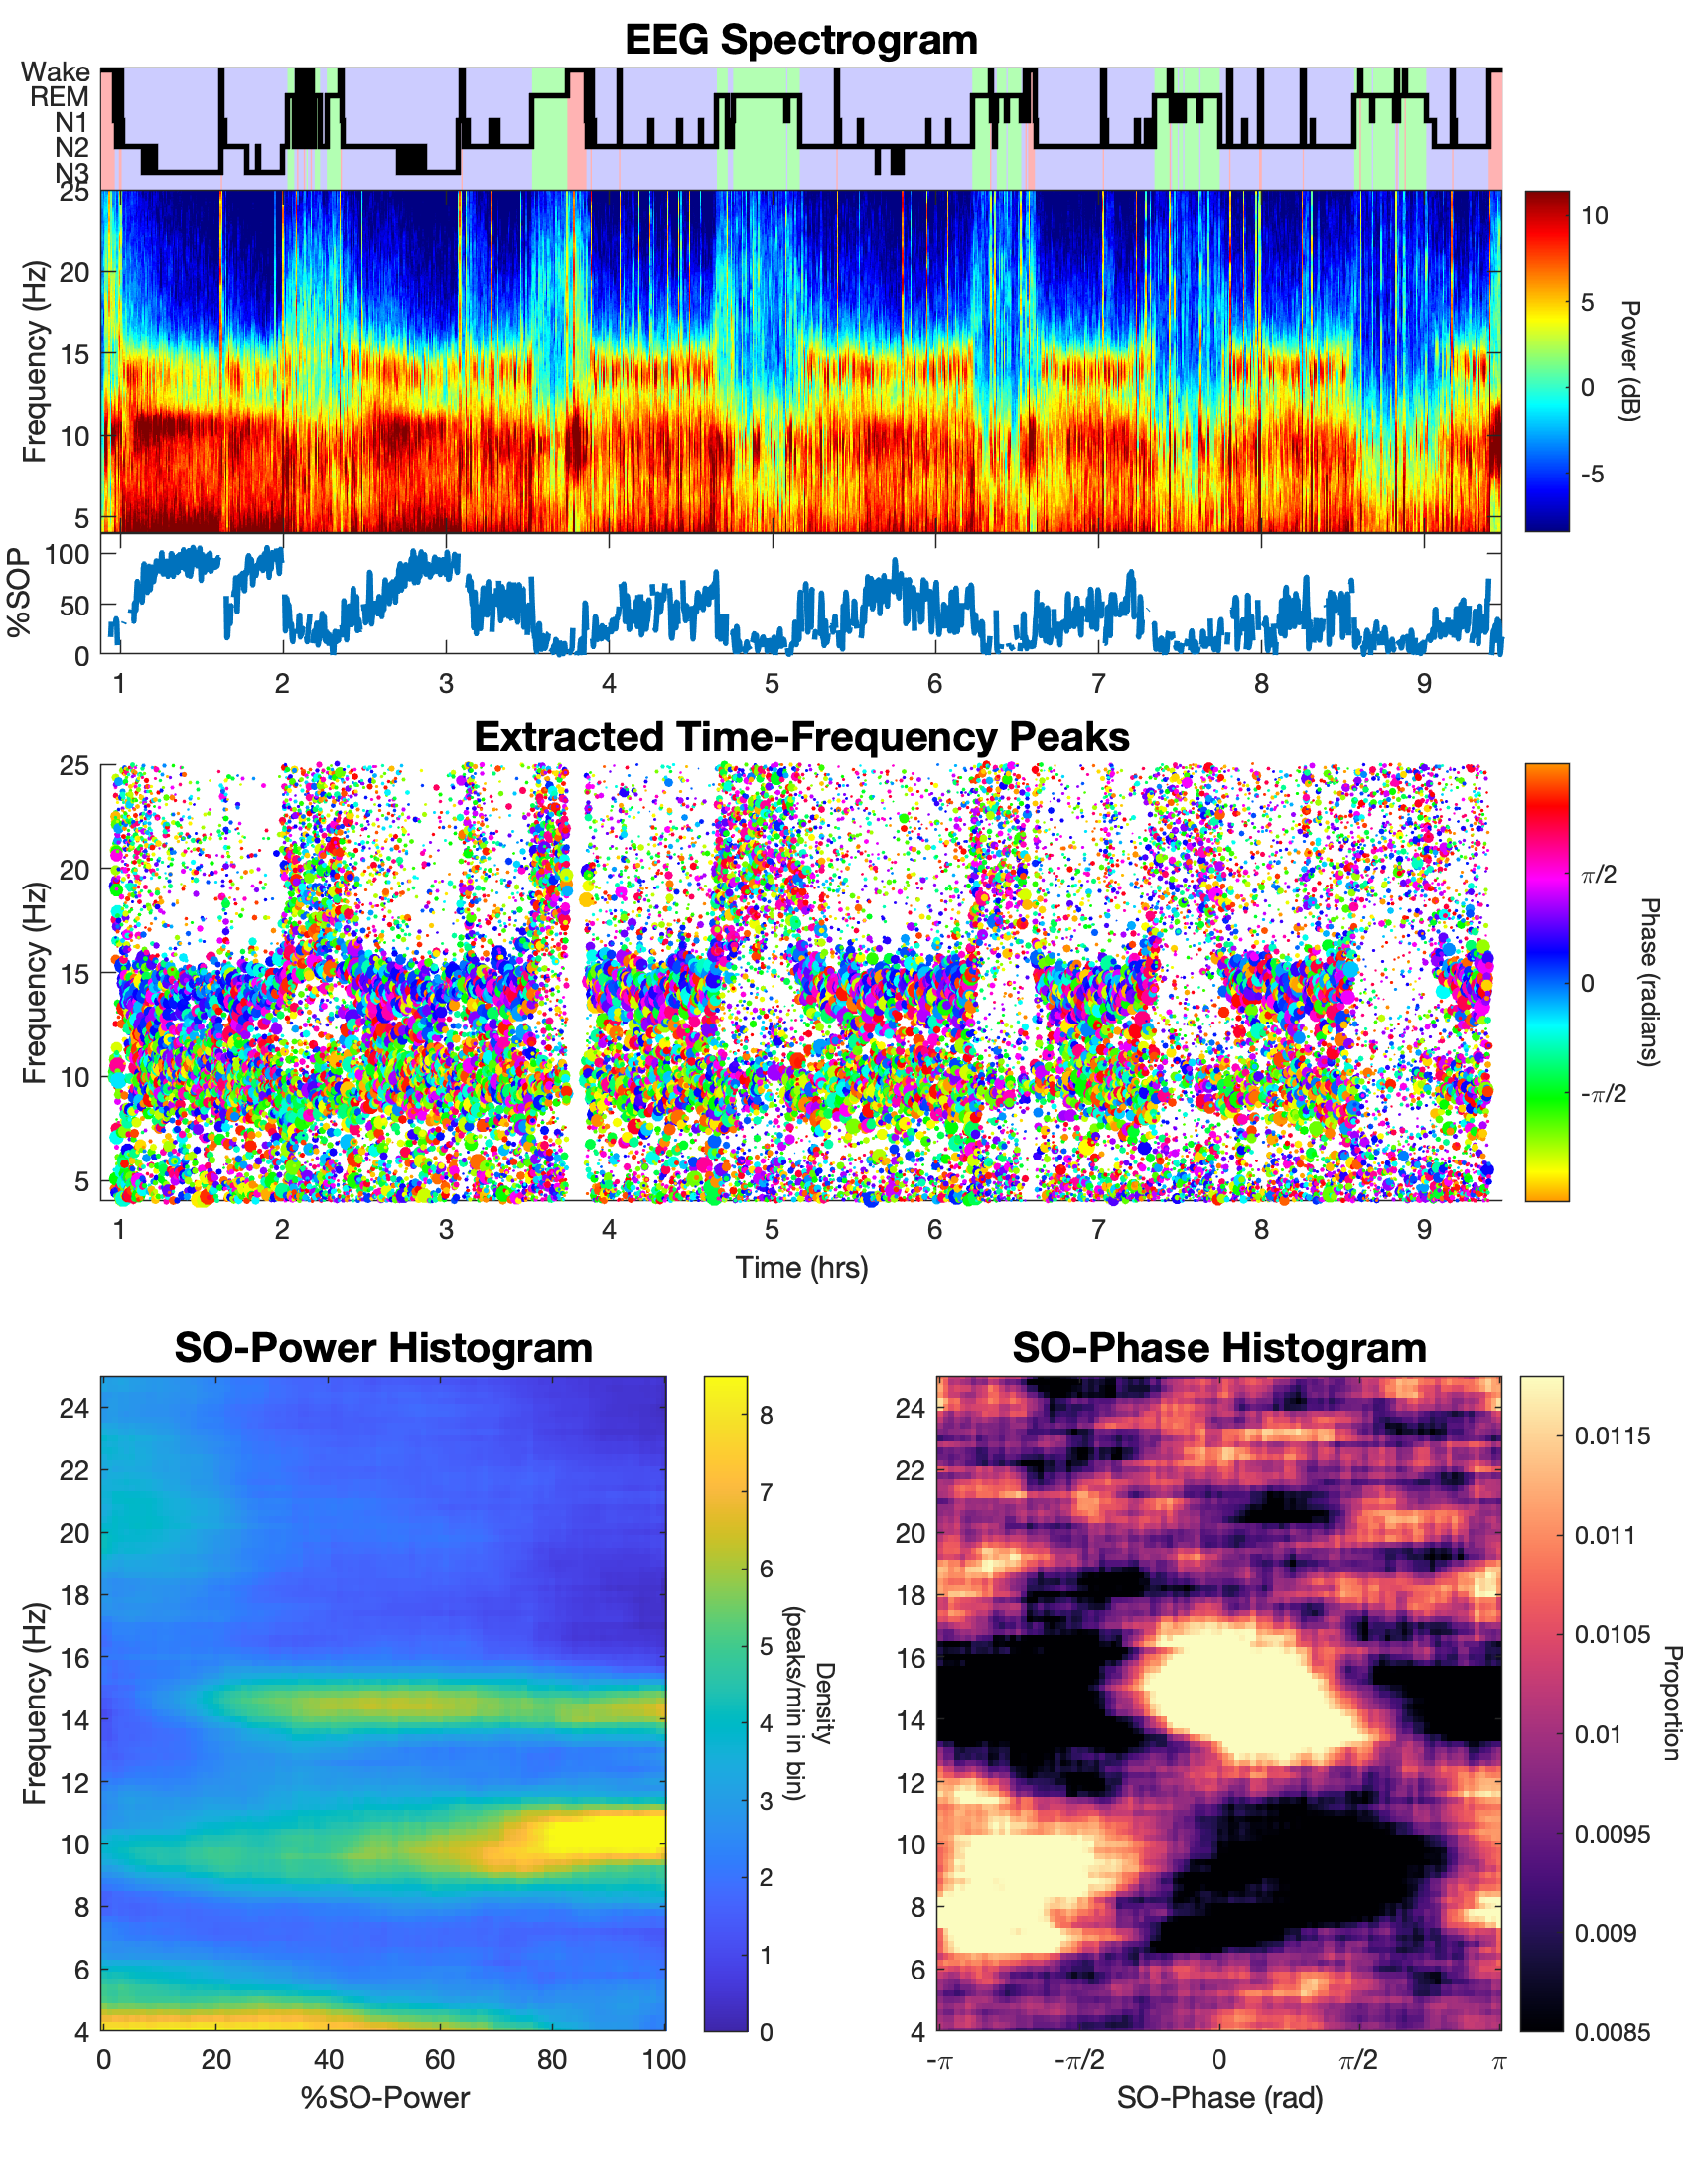 EEG Spectrogram
Wake
REM
N1
N2
N3
Frequency (Hz)
25
20
15
10
5
10
5
0
-5
Power (dB)
%SOP
100
50
0
1 2 3 4 5 6 7 8 9
Extracted Time-Frequency Peaks
Frequency (Hz)
25
20
15
10
5
1 2 3 4 5 6 7 8 9
Time (hrs)
π/2
0
-π/2
Phase (radians)
SO-Power Histogram
Frequency (Hz)
24
22
20
18
16
14
12
10
8
6
4
0 20 40 60 80 100
%SO-Power
8
7
6
5
4
3
2
1
0
Density
(peaks/min in bin)
SO-Phase Histogram
24
22
20
18
16
14
12
10
8
6
4
-π -π/2 0 π/2 π
SO-Phase (rad)
0.0115
0.011
0.0105
0.01
0.0095
0.009
0.0085
Proportion